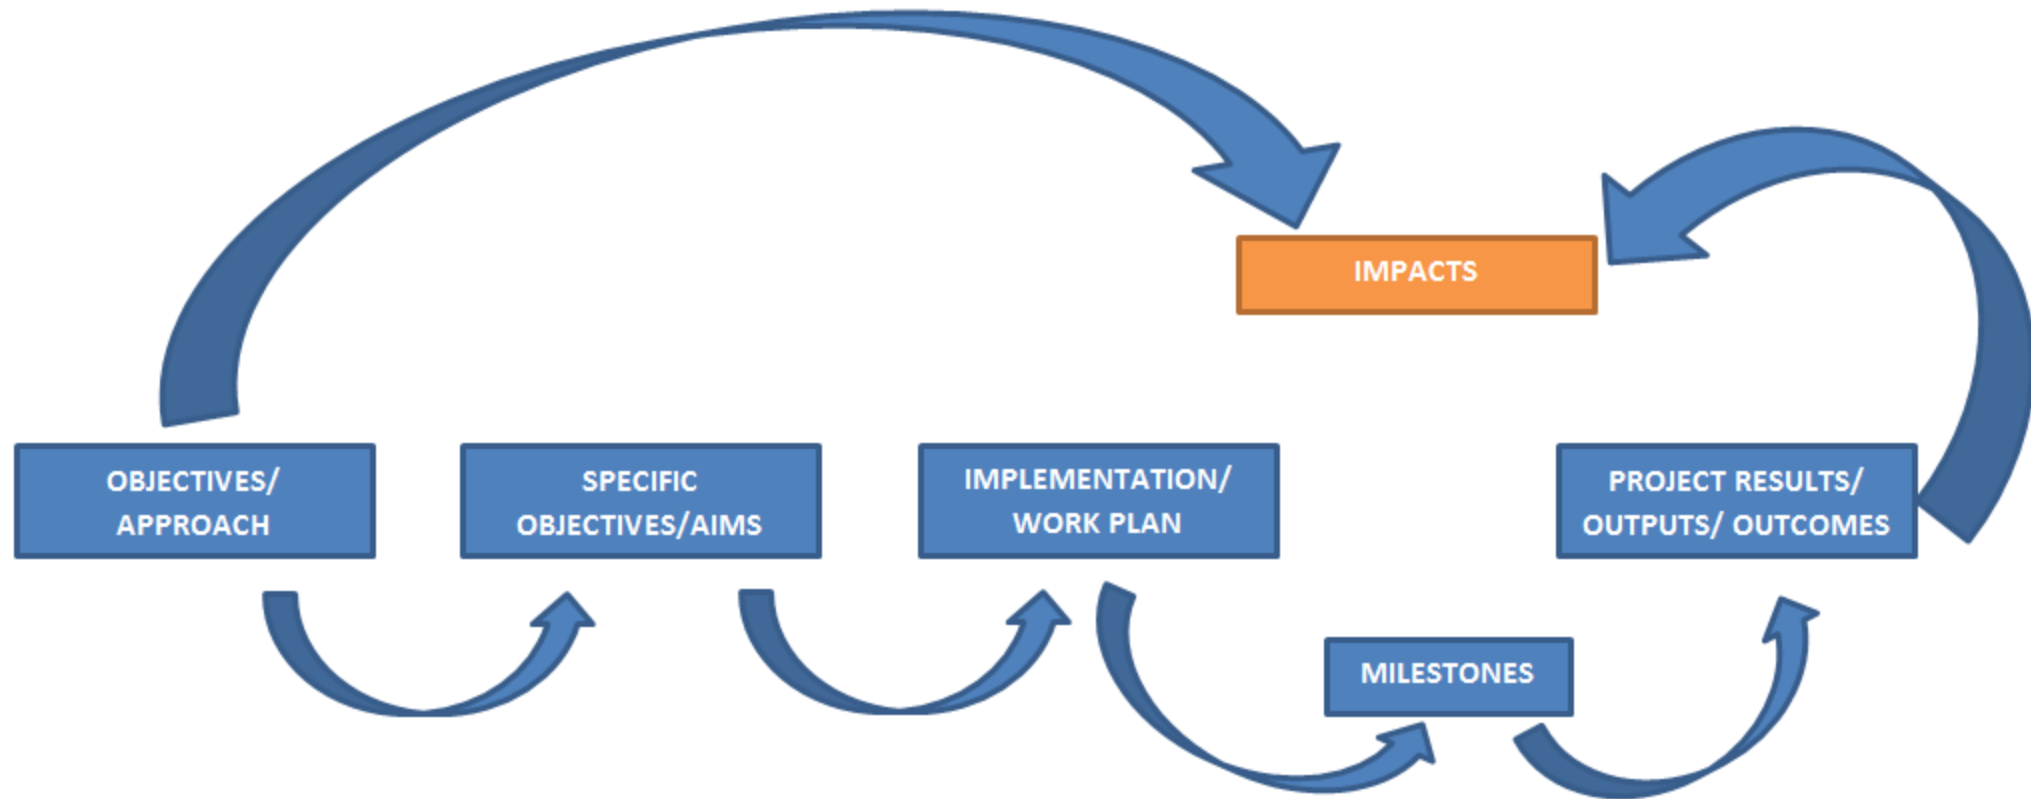 IMPACTS
OBJECTIVES/
APPROACH
SPECIFIC
OBJECTIVES/AIMS
IMPLEMENTATION/
WORK PLAN
PROJECT RESULTS/
OUTPUTS/ OUTCOMES
MILESTONES